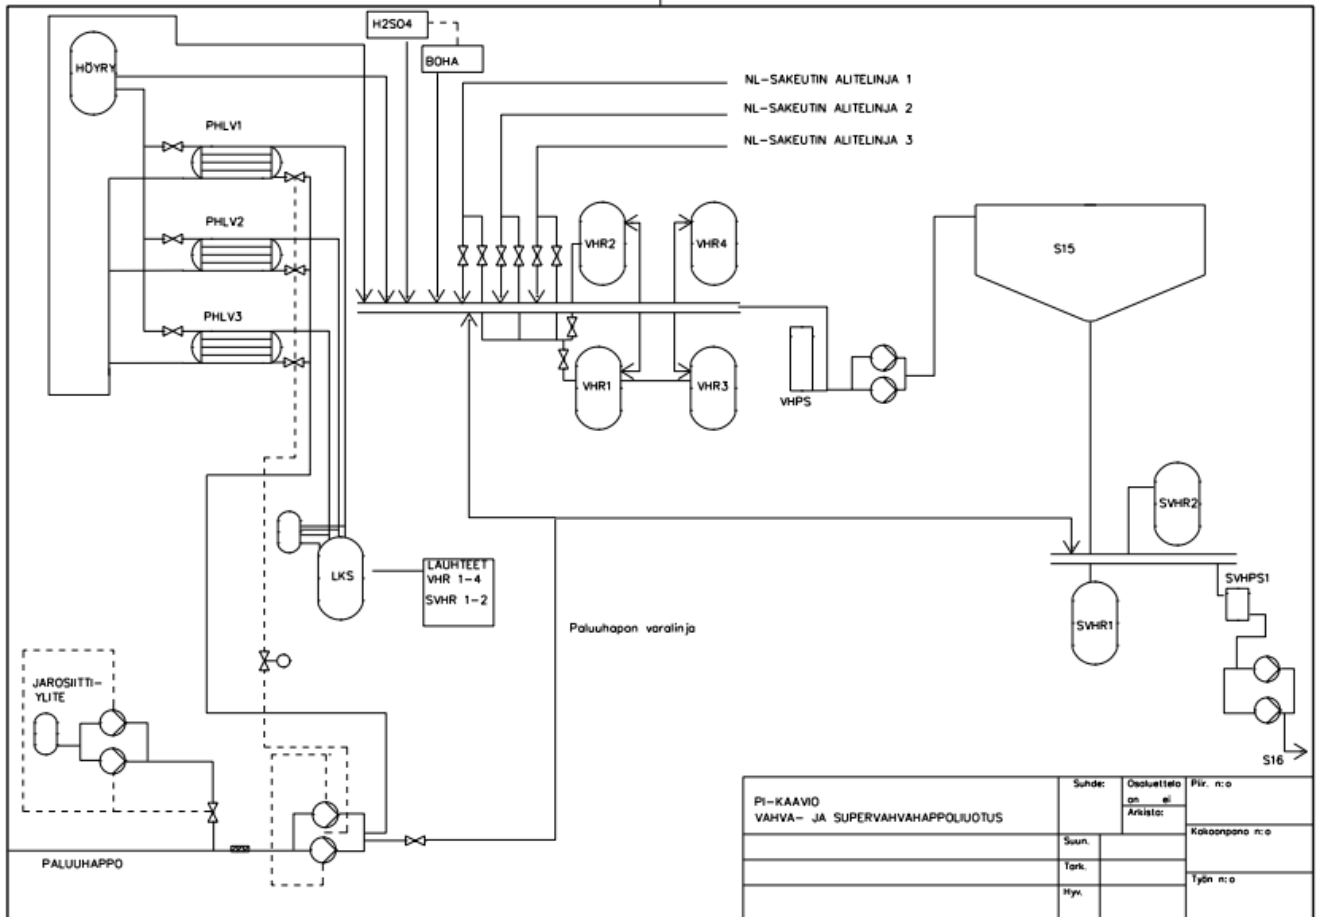 H2SO4
BOHA
HÖYRY
NL-SAKEUTIN ALITELINJA 1
NL-SAKEUTIN ALITELINJA 2
NL-SAKEUTIN ALITELINJA 3
PHLV1
PHLV2
PHLV3
VHR2
VHR4
S15
VHR1
VHR3
VHPS
SVHR2
LKS
LAUHTEET
VHR 1-4
SVHR 1-2
SVHPS1
SVHR1
Paluuhapon varalinja
JAROSIITTI-
YLITE
S16
PALUUHAPPO
PI-KAAVIO
VAHVA- JA SUPERVAHVAHAPPOLIUOTUS
Suhde:
Osaluettelo
on ei
Arkisto:
Piir. n:o
Kokoonpano n:o
Suun.
Tark.
Työn n:o
Hyv.